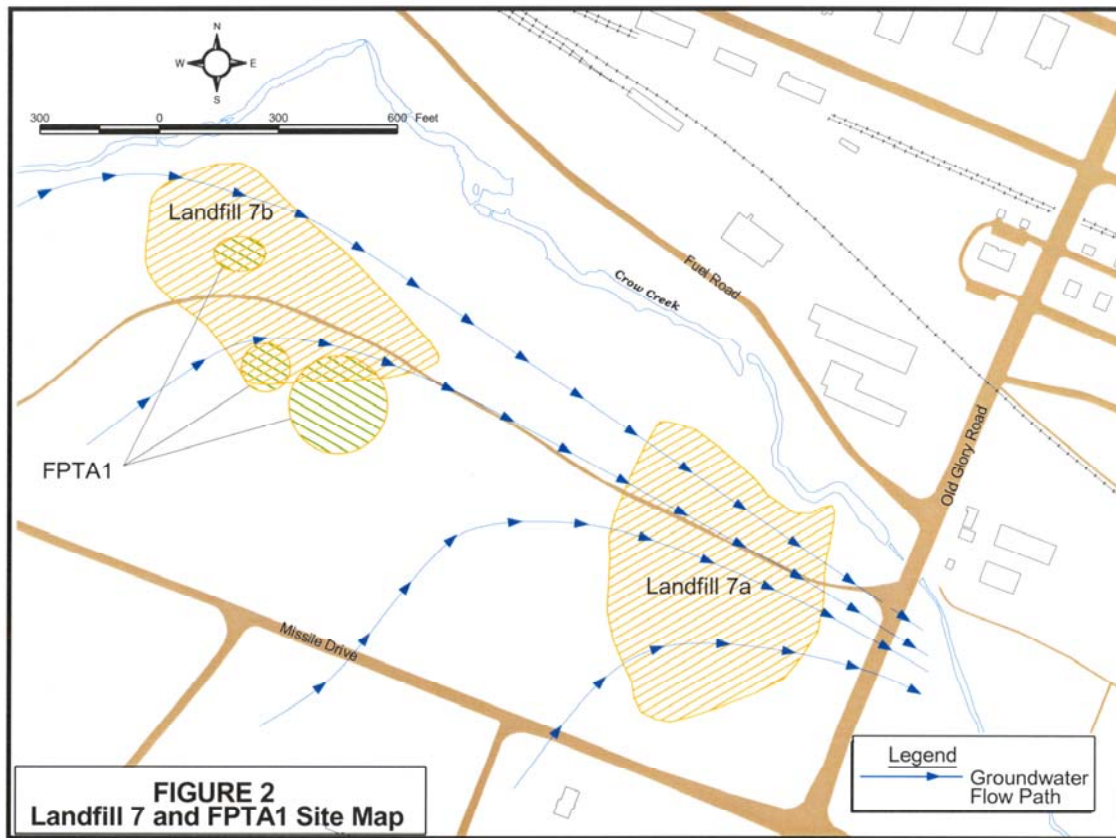 N
W E
S
300 0 300 600 Feet
Landfill 7b
Crow Creek
Fuel Road
Old Glory Road
FPTA1
Landfill 7a
Missile Drive
Legend
Groundwater
Flow Path
FIGURE 2
Landfill 7 and FPTA1 Site Map